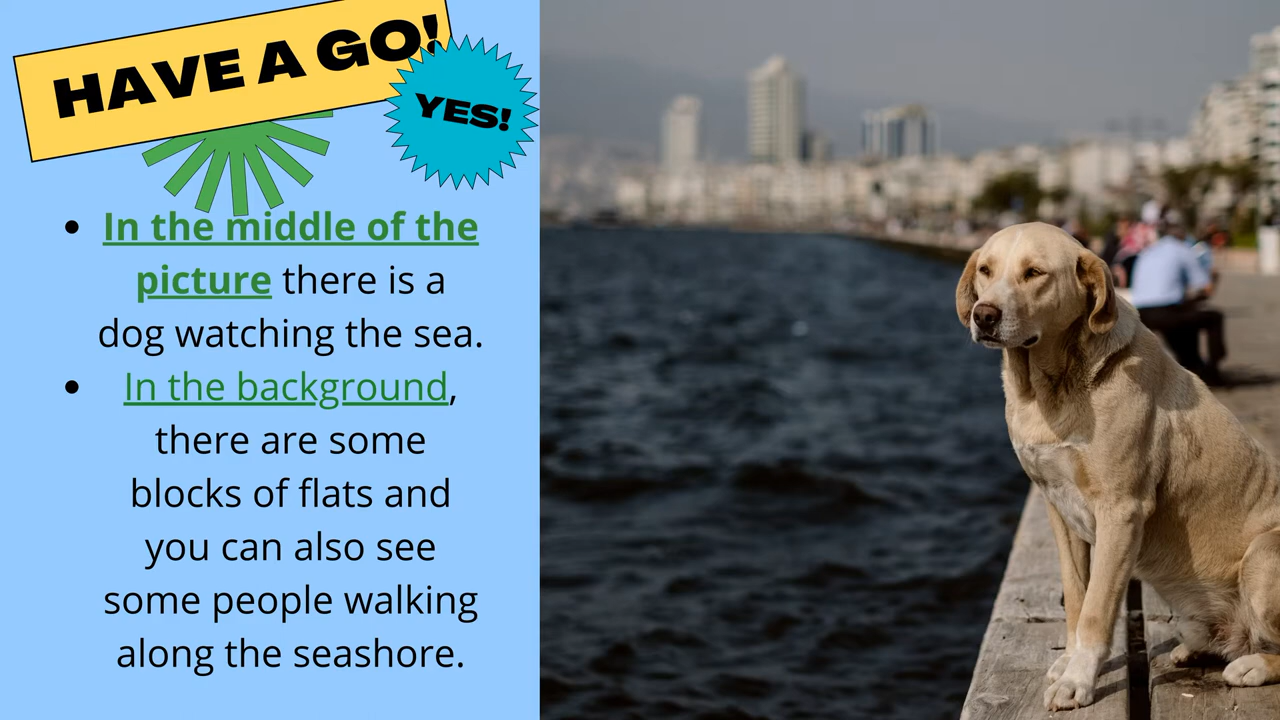 HAVE A GO!
YES!
• In the middle of the
picture there is a
dog watching the sea.
• In the background,
there are some
blocks of flats and
you can also see
some people walking
along the seashore.